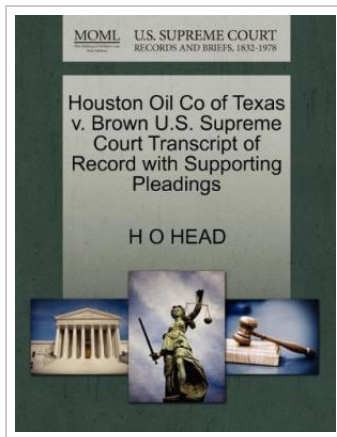 MOML
U.S. SUPREME COURT
RECORDS AND BRIEFS, 1832-1978
Houston Oil Co of Texas
v. Brown U.S. Supreme
Court Transcript of
Record with Supporting
Pleadings
H O HEAD